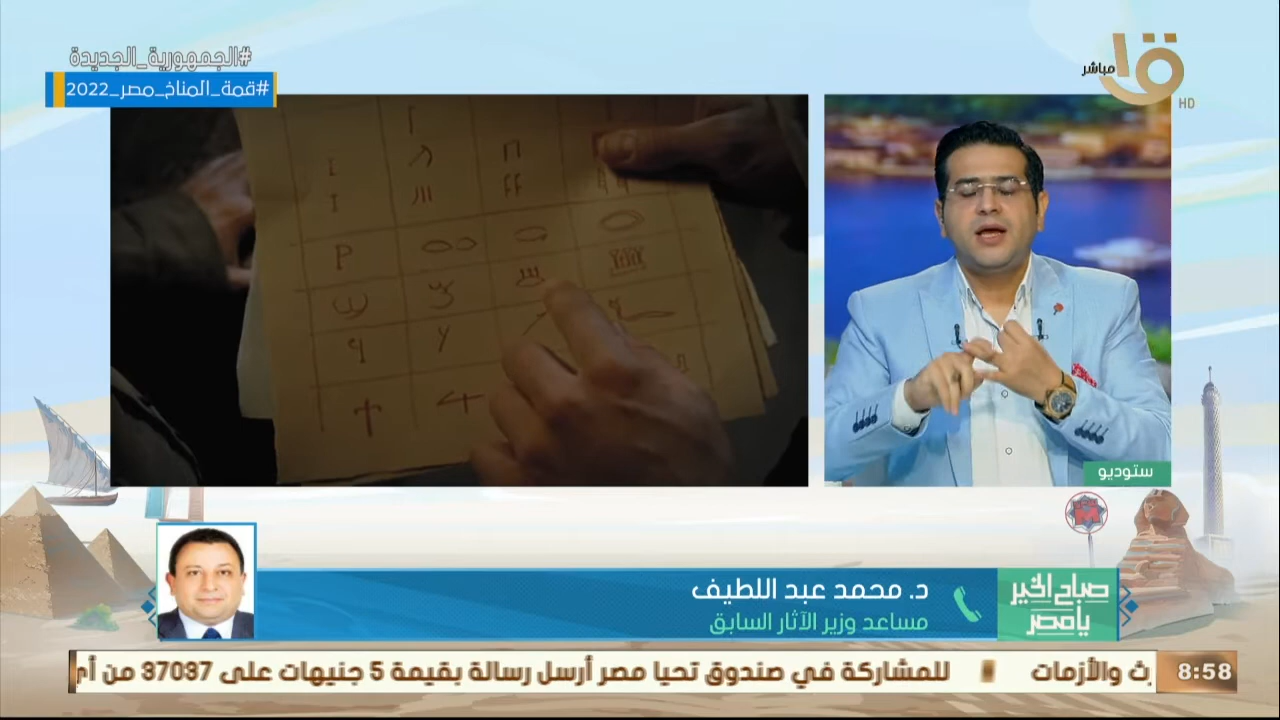 #الجمهورية_الجديدة
#قمة_المناخ_مصر_2022
مباشر
HD
ستوديو
د. محمد عبد اللطيف
مساعد وزير الآثار السابق
صباح الخير
يا مصر
8:58
ث والأزمات للمشاركة في صندوق تحيا مصر أرسل رسالة بقيمة 5 جنيهات على 37037 من أم